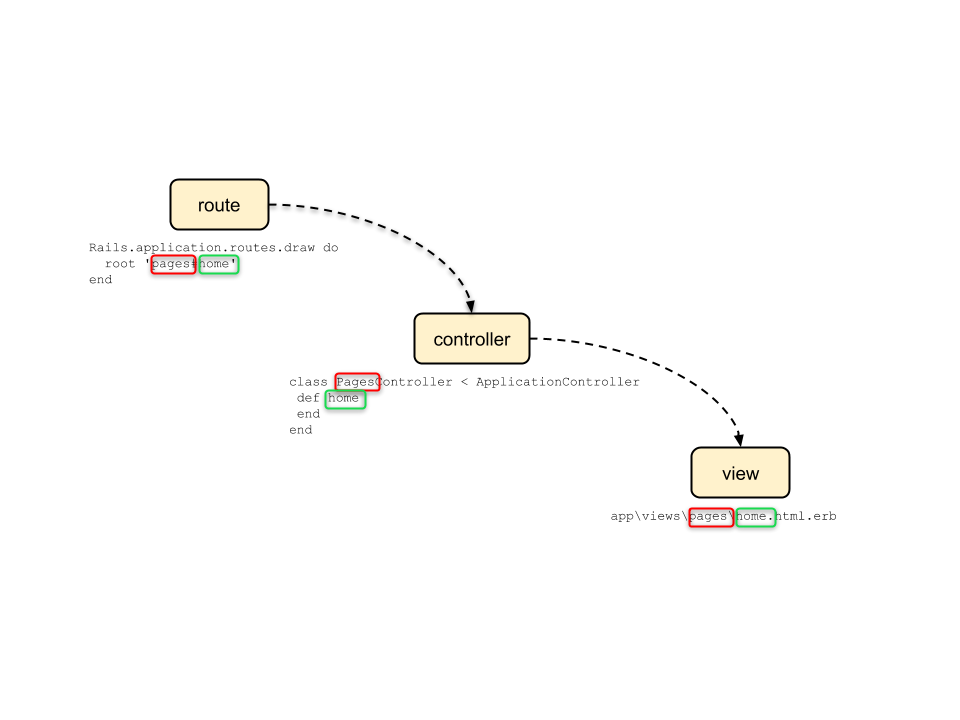 route
Rails.application.routes.draw do
  root 'pages#home'
end
controller
class PagesController < ApplicationController
 def home
 end
end
view
app\views\pages\home.html.erb